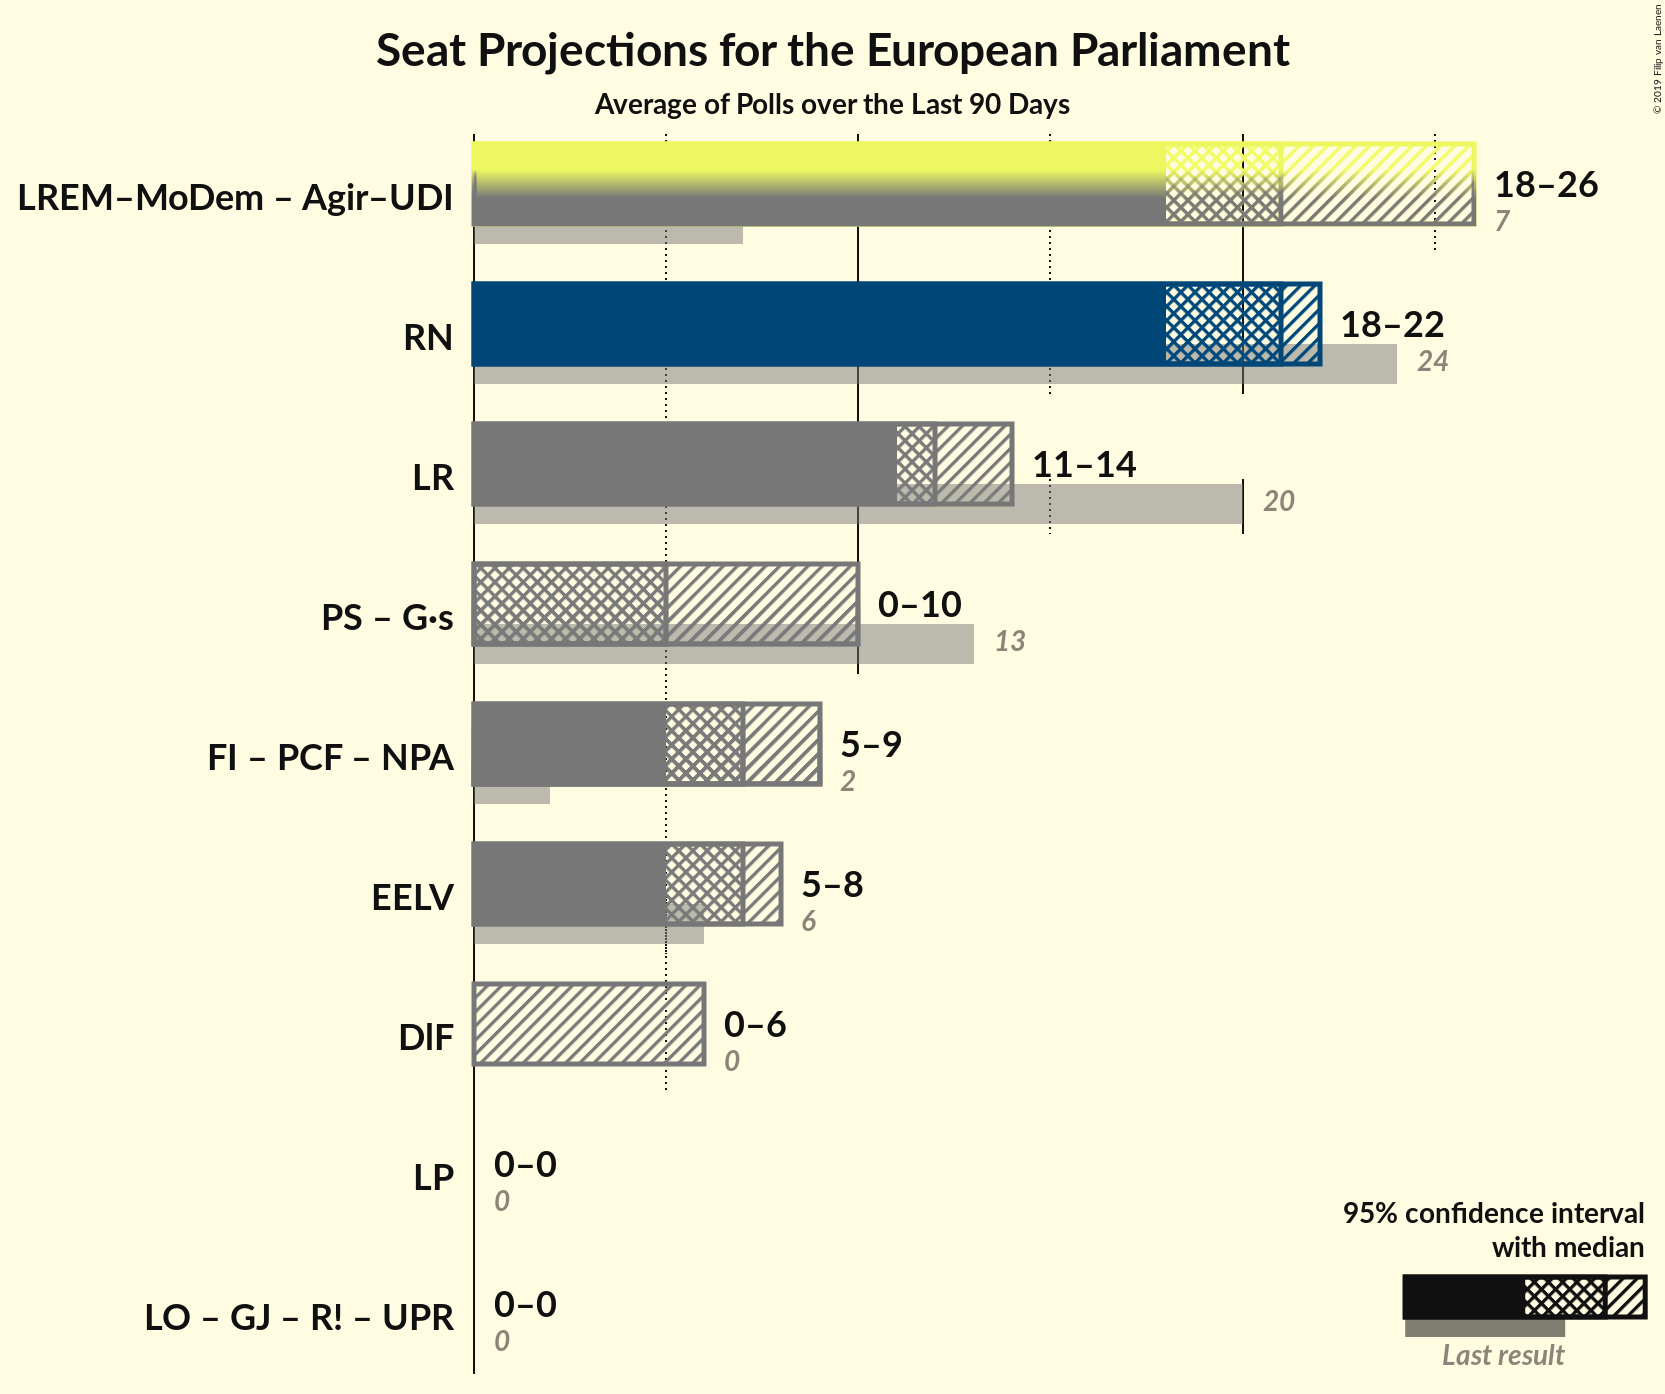 Seat Projections for the European Parliament
Average of Polls over the Last 90 Days
© 2019 Filip van Laenen
LREM–MoDem – Agir–UDI
18–26
7
RN
18–22
24
LR
11–14
20
PS – G·s
0–10
13
FI – PCF – NPA
5–9
2
EELV
5–8
6
DlF
0–6
0
LP
0–0
0
LO – GJ – R! – UPR
0–0
0
95% confidence interval
with median
Last result